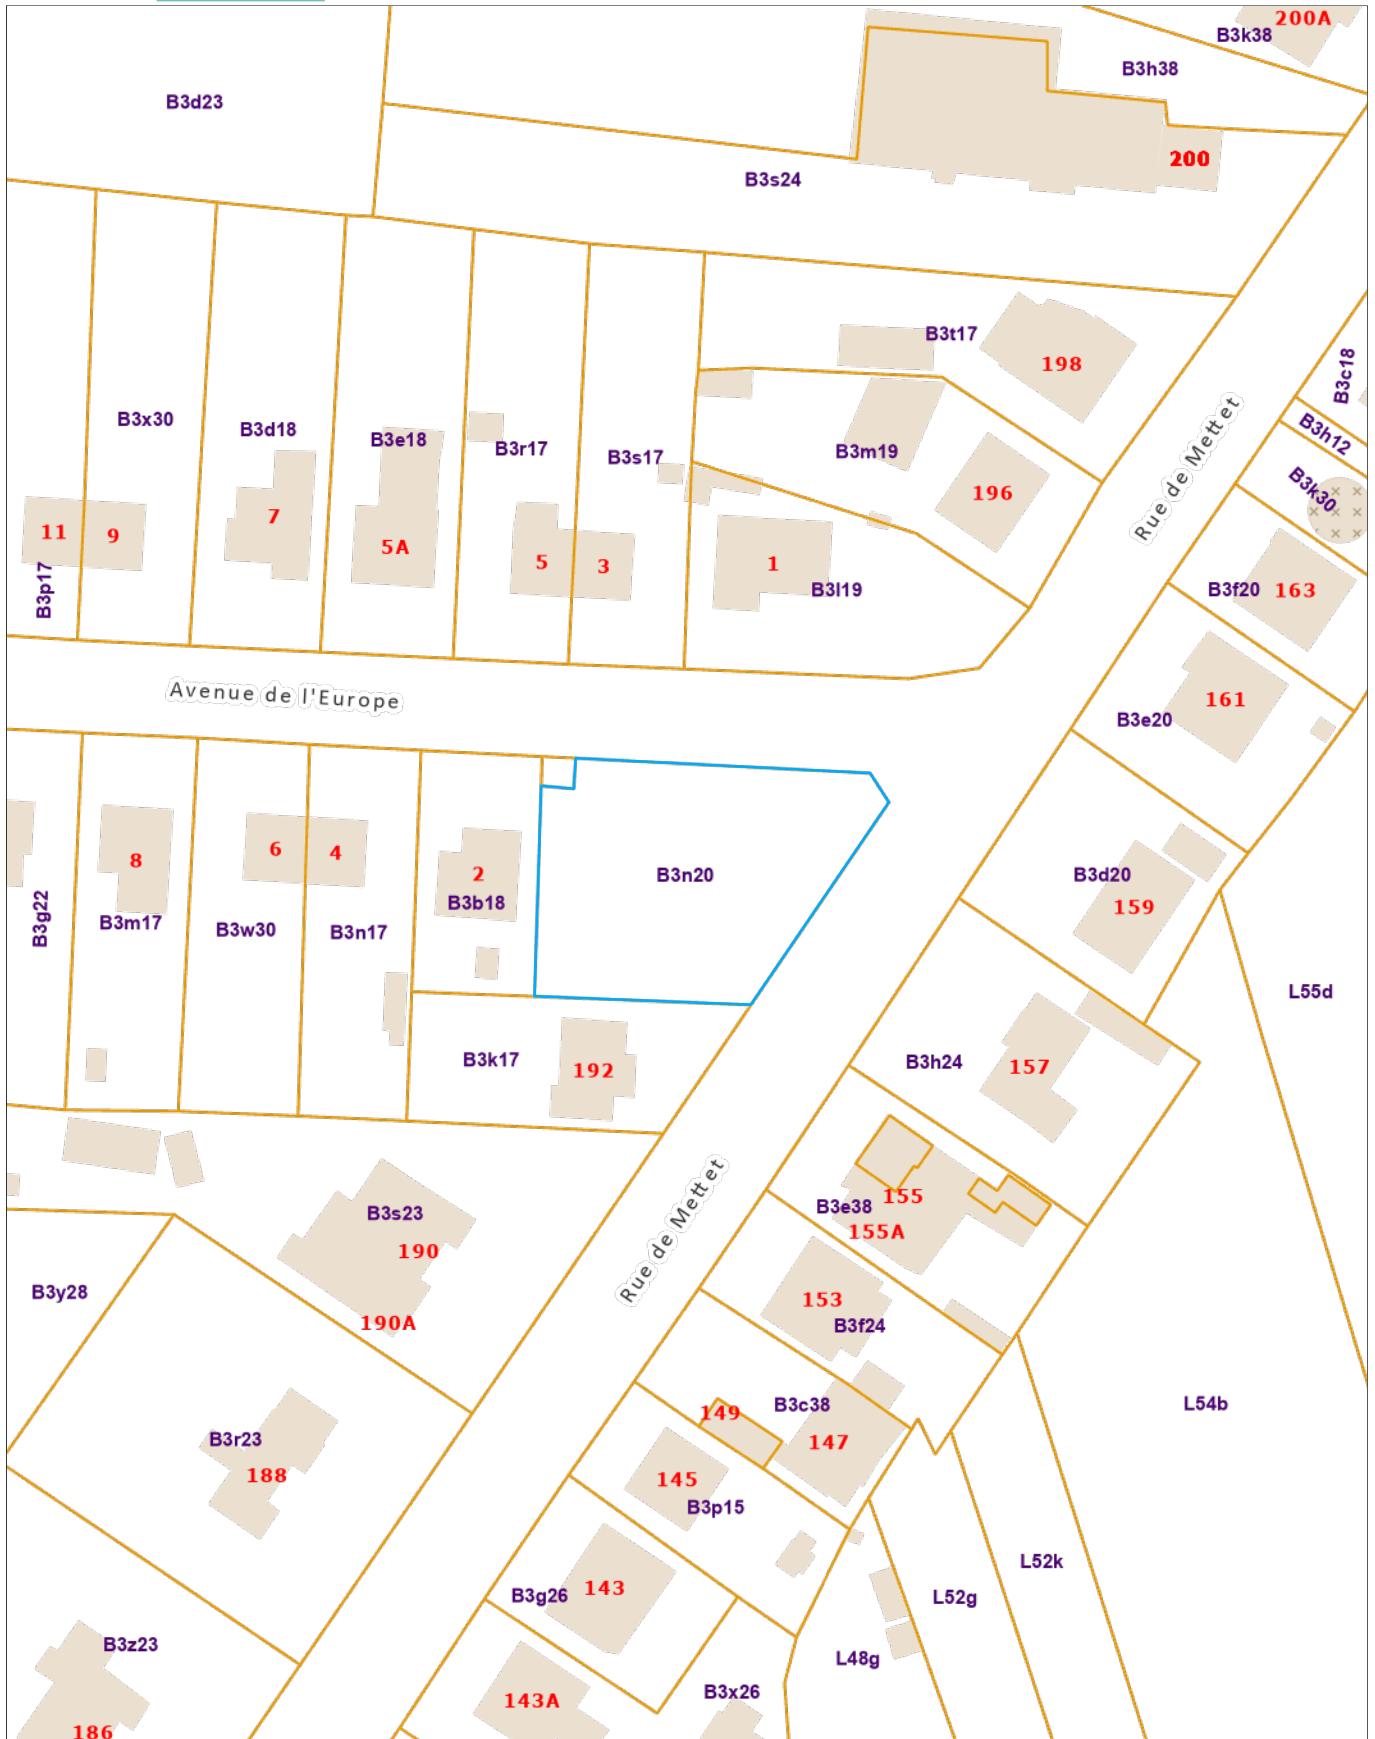 200A
B3k38
B3h38
B3d23
200
B3s24
B3t17
198
B3c18
B3x30
B3d18
B3e18
B3r17
B3s17
B3m19
Rue de Mettet
B3h12
B3k30
196
11
9
7
5A
5
3
1
B3l19
B3p17
B3f20
163
Avenue de l'Europe
161
B3e20
8
6
4
2
B3b18
B3n20
B3d20
159
B3g22
B3m17
B3w30
B3n17
L55d
B3k17
192
B3h24
157
B3s23
190
190A
Rue de Mettet
155
B3e38
155A
B3y28
153
B3f24
149
B3c38
147
L54b
B3r23
188
145
B3p15
L52k
B3g26
143
L52g
B3z23
L48g
143A
B3x26
186